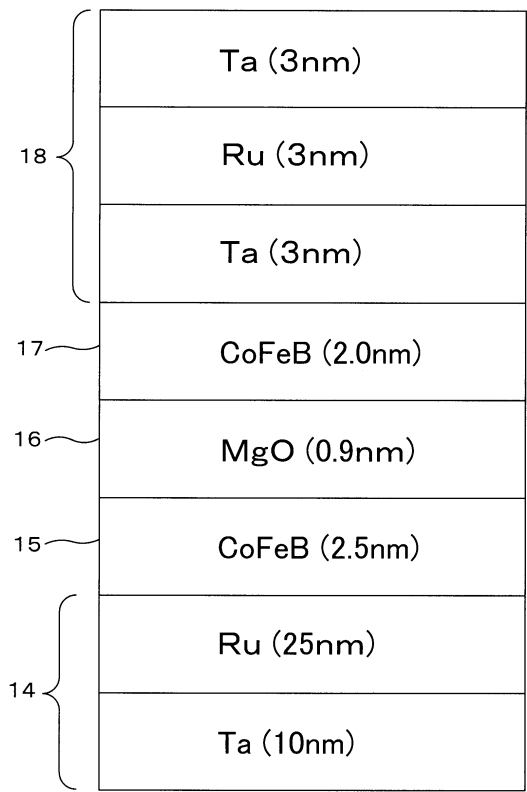 Ta (3nm)
18
Ru (3nm)
Ta (3nm)
17
CoFeB (2.0nm)
16
MgO (0.9nm)
15
CoFeB (2.5nm)
Ru (25nm)
14
Ta (10nm)